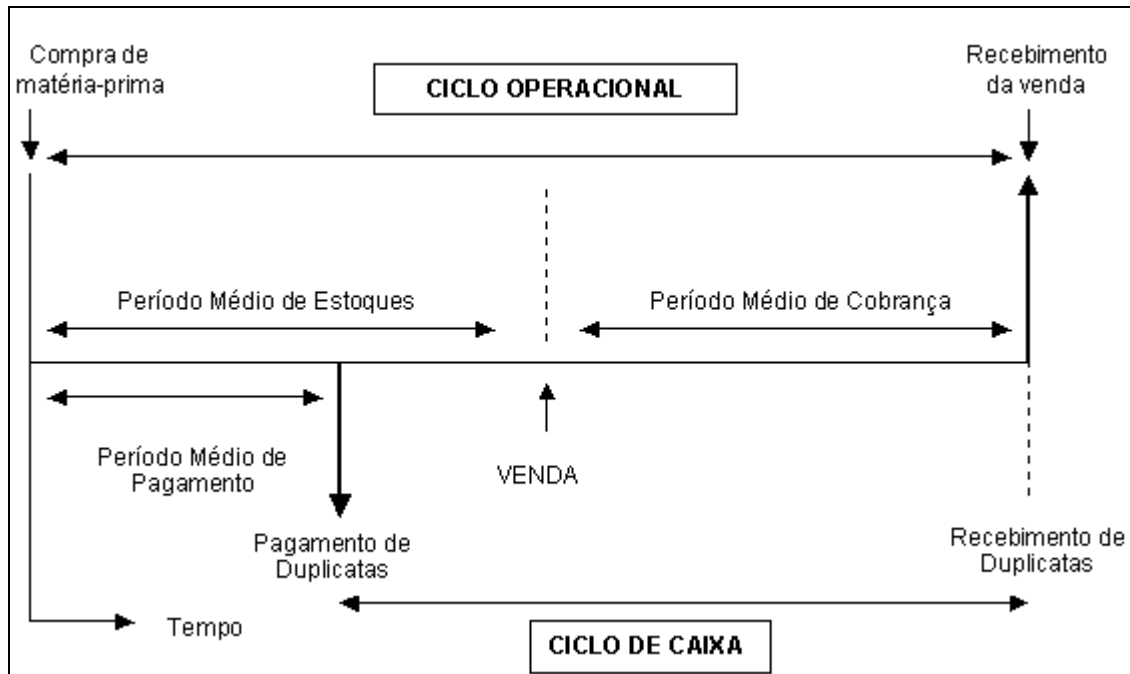 Compra de
matéria-prima
CICLO OPERACIONAL
Recebimento
da venda
Período Médio de Estoques
Período Médio de Cobrança
Período Médio de
Pagamento
VENDA
Pagamento de
Duplicatas
Recebimento de
Duplicatas
Tempo
CICLO DE CAIXA